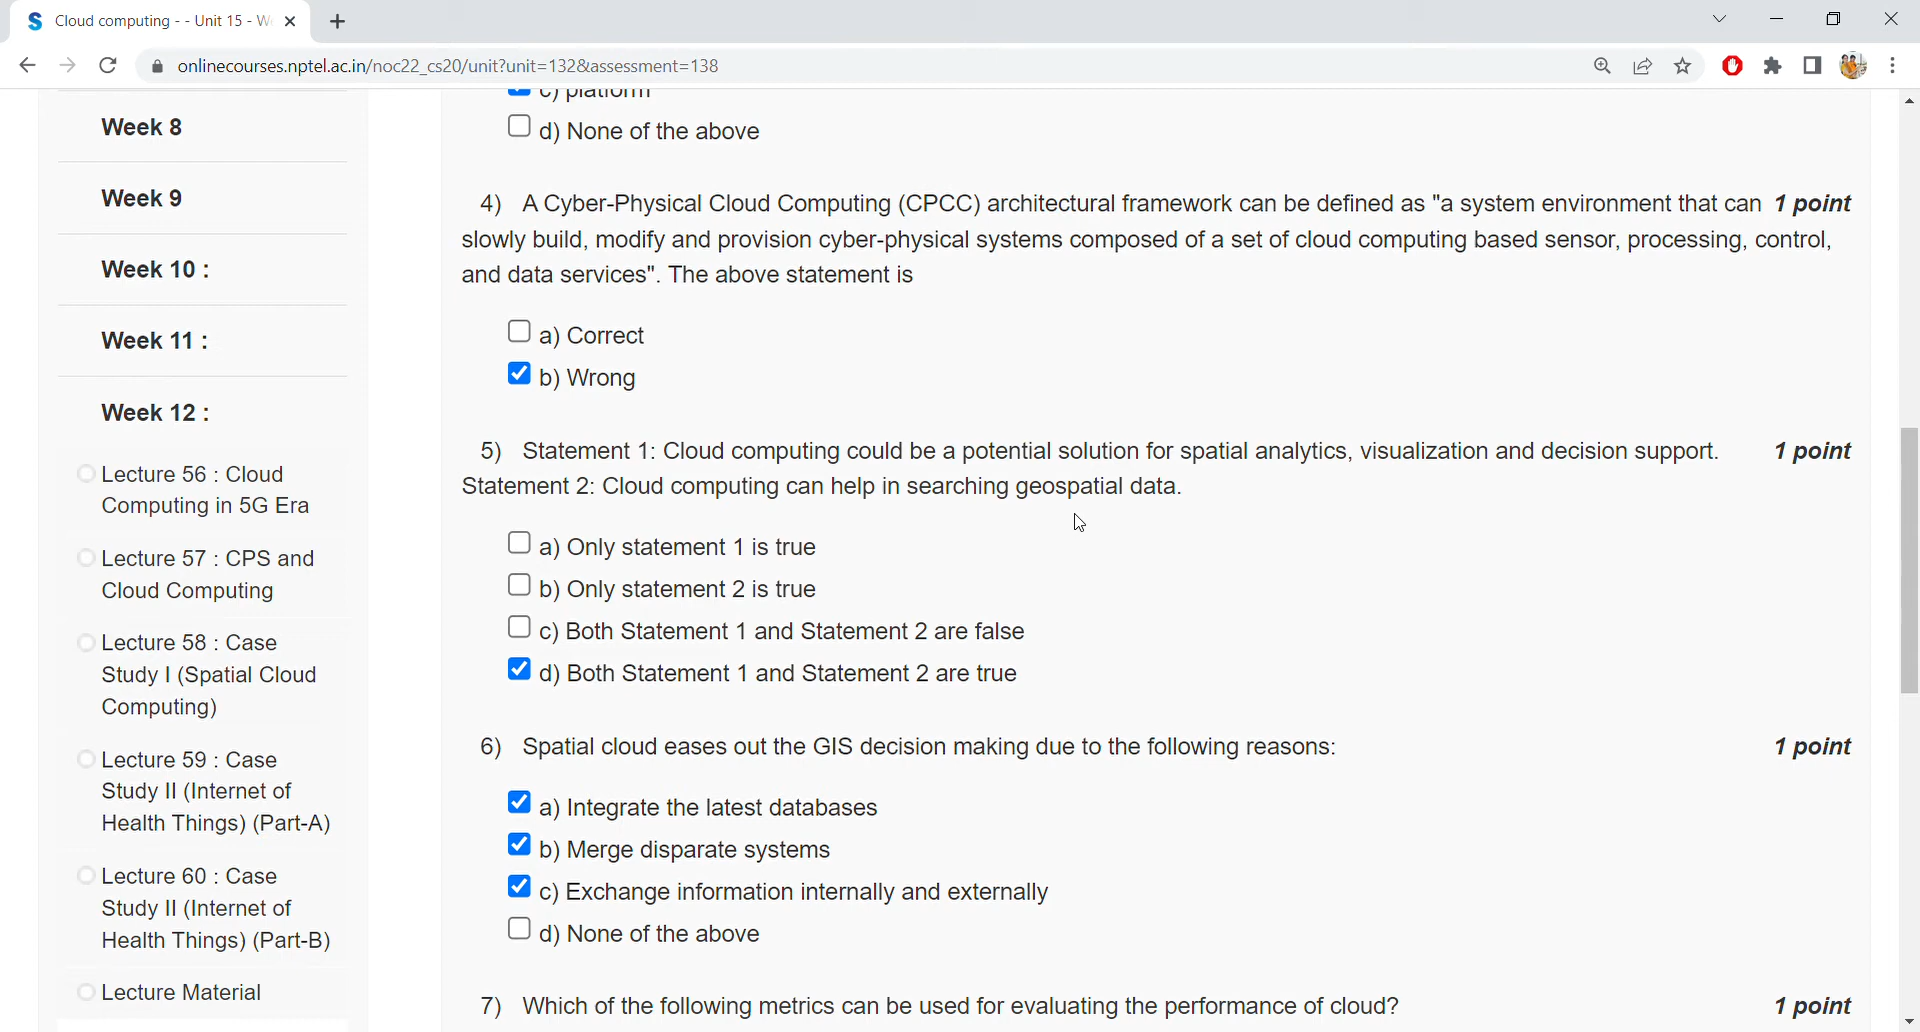 Cloud computing - - Unit 15 - W
onlinecourses.nptel.ac.in/noc22_cs20/unit?unit=132&assessment=138
Week 8
Week 9
Week 10 :
Week 11 :
Week 12 :
Lecture 56 : Cloud
Computing in 5G Era
Lecture 57 : CPS and
Cloud Computing
Lecture 58 : Case
Study I (Spatial Cloud
Computing)
Lecture 59 : Case
Study II (Internet of
Health Things) (Part-A)
Lecture 60 : Case
Study II (Internet of
Health Things) (Part-B)
Lecture Material
c) platform
d) None of the above
4) A Cyber-Physical Cloud Computing (CPCC) architectural framework can be defined as "a system environment that can 1 point
slowly build, modify and provision cyber-physical systems composed of a set of cloud computing based sensor, processing, control,
and data services". The above statement is
a) Correct
b) Wrong
5) Statement 1: Cloud computing could be a potential solution for spatial analytics, visualization and decision support. 1 point
Statement 2: Cloud computing can help in searching geospatial data.
a) Only statement 1 is true
b) Only statement 2 is true
c) Both Statement 1 and Statement 2 are false
d) Both Statement 1 and Statement 2 are true
6) Spatial cloud eases out the GIS decision making due to the following reasons: 1 point
a) Integrate the latest databases
b) Merge disparate systems
c) Exchange information internally and externally
d) None of the above
7) Which of the following metrics can be used for evaluating the performance of cloud? 1 point